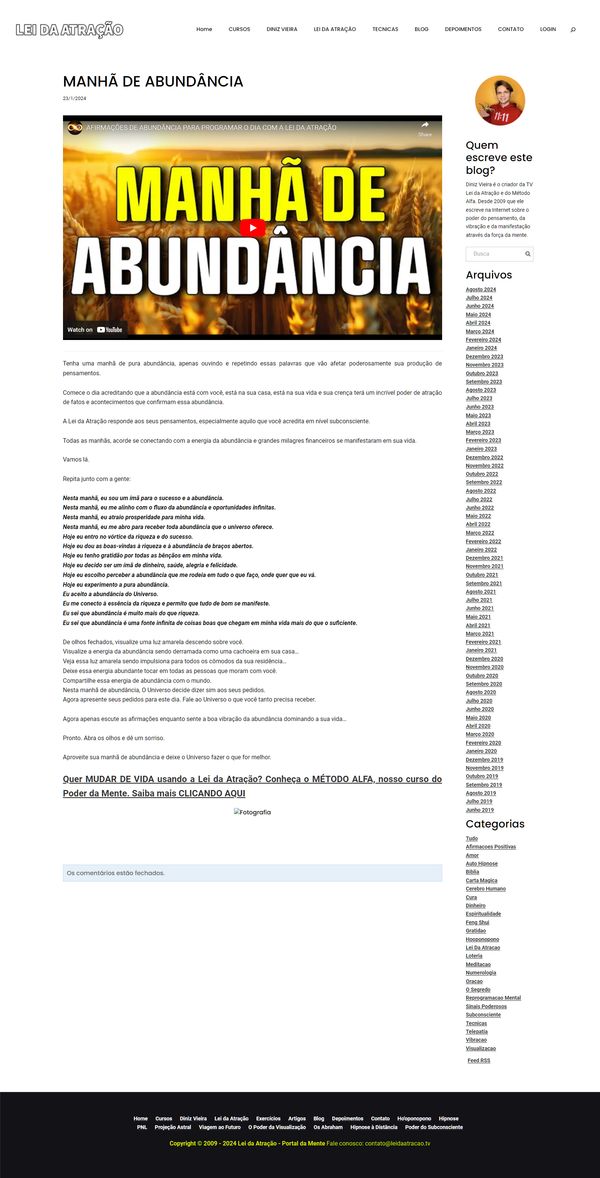 LEI DA ATRAÇÃO
Home CURSOS DINIZ VIEIRA LEI DA ATRAÇÃO TECNICAS BLOG DEPOIMENTOS CONTATO LOGIN
MANHÃ DE ABUNDÂNCIA
23/1/2024
AFIRMAÇÕES DE ABUNDÂNCIA PARA PROGRAMAR O DIA COM A LEI DA ATRAÇÃO
Share
MANHÃ DE
ABUNDÂNCIA
Watch on YouTube
Tenha uma manhã de pura abundância, apenas ouvindo e repetindo essas palavras que vão afetar poderosamente sua produção de
pensamentos.
Comece o dia acreditando que a abundância está com você, está na sua casa, está na sua vida e sua crença terá um incrível poder de atração
de fatos e acontecimentos que confirmam essa abundância.
A Lei da Atração responde aos seus pensamentos, especialmente aquilo que você acredita em nível subconsciente.
Todas as manhãs, acorde se conectando com a energia da abundância e grandes milagres financeiros se manifestaram em sua vida.
Vamos lá.
Repita junto com a gente:
Nesta manhã, eu sou um imã para o sucesso e a abundância.
Nesta manhã, eu me alinho com o fluxo da abundância e oportunidades infinitas.
Nesta manhã, eu atraio prosperidade para minha vida.
Nesta manhã, eu me abro para receber toda abundância que o universo oferece.
Hoje eu entro no vórtice da riqueza e do sucesso.
Hoje eu dou as boas-vindas à riqueza e à abundância de braços abertos.
Hoje eu tenho gratidão por todas as bênçãos em minha vida.
Hoje eu decido ser um imã de dinheiro, saúde, alegria e felicidade.
Hoje eu escolho perceber a abundância que me rodeia em tudo o que faço, onde quer que eu vá.
Hoje eu experimento a pura abundância.
Eu aceito a abundância do Universo.
Eu me conecto à essência da riqueza e permito que tudo de bom se manifeste.
Eu sei que abundância é muito mais do que riqueza.
Eu sei que abundância é uma fonte infinita de coisas boas que chegam em minha vida mais do que o suficiente.
De olhos fechados, visualize uma luz amarela descendo sobre você.
Visualize a energia da abundância sendo derramada como uma cachoeira em sua casa...
Veja essa luz amarela sendo impulsiona para todos os cômodos da sua residência...
Deixe essa energia abundante tocar em todas as pessoas que moram com você.
Compartilhe essa energia de abundância com o mundo.
Nesta manhã de abundância, O Universo decide dizer sim aos seus pedidos.
Agora apresente seus pedidos para este dia. Fale ao Universo o que você tanto precisa receber.
Agora apenas escute as afirmações enquanto sente a boa vibração da abundância dominando a sua vida...
Pronto. Abra os olhos e dê um sorriso.
Aproveite sua manhã de abundância e deixe o Universo fazer o que for melhor.
Quer MUDAR DE VIDA usando a Lei da Atração? Conheça o MÉTODO ALFA, nosso curso do
Poder da Mente. Saiba mais CLICANDO AQUI
Fotografia
Os comentários estão fechados.
11:11
Quem
escreve este
blog?
Diniz Vieira é o criador da TV
Lei da Atração e do Método
Alfa. Desde 2009 que ele
escreve na Internet sobre o
poder do pensamento, da
vibração e da manifestação
através da força da mente.
Busca
Arquivos
Agosto 2024
Julho 2024
Junho 2024
Maio 2024
Abril 2024
Março 2024
Fevereiro 2024
Janeiro 2024
Dezembro 2023
Novembro 2023
Outubro 2023
Setembro 2023
Agosto 2023
Julho 2023
Junho 2023
Maio 2023
Abril 2023
Março 2023
Fevereiro 2023
Janeiro 2023
Dezembro 2022
Novembro 2022
Outubro 2022
Setembro 2022
Agosto 2022
Julho 2022
Junho 2022
Maio 2022
Abril 2022
Março 2022
Fevereiro 2022
Janeiro 2022
Dezembro 2021
Novembro 2021
Outubro 2021
Setembro 2021
Agosto 2021
Julho 2021
Junho 2021
Maio 2021
Abril 2021
Março 2021
Fevereiro 2021
Janeiro 2021
Dezembro 2020
Novembro 2020
Outubro 2020
Setembro 2020
Agosto 2020
Julho 2020
Junho 2020
Maio 2020
Abril 2020
Março 2020
Fevereiro 2020
Janeiro 2020
Dezembro 2019
Novembro 2019
Outubro 2019
Setembro 2019
Agosto 2019
Julho 2019
Junho 2019
Categorias
Tudo
Afirmacoes Positivas
Amor
Auto Hipnose
Biblia
Carta Magica
Cerebro Humano
Cura
Dinheiro
Espiritualidade
Feng Shui
Gratidao
Hooponopono
Lei Da Atracao
Loteria
Meditacao
Numerologia
Oracao
O Segredo
Reprogramacao Mental
Sinais Poderosos
Subconsciente
Tecnicas
Telepatia
Vibracao
Visualizacao
Feed RSS
Home Cursos Diniz Vieira Lei da Atração Exercícios Artigos Blog Depoimentos Contato Ho'oponopono Hipnose
PNL Projeção Astral Viagem ao Futuro O Poder da Visualização Os Abraham Hipnose à Distância Poder do Subconsciente
Copyright © 2009 - 2024 Lei da Atração - Portal da Mente Fale conosco: contato@leidaatracao.tv